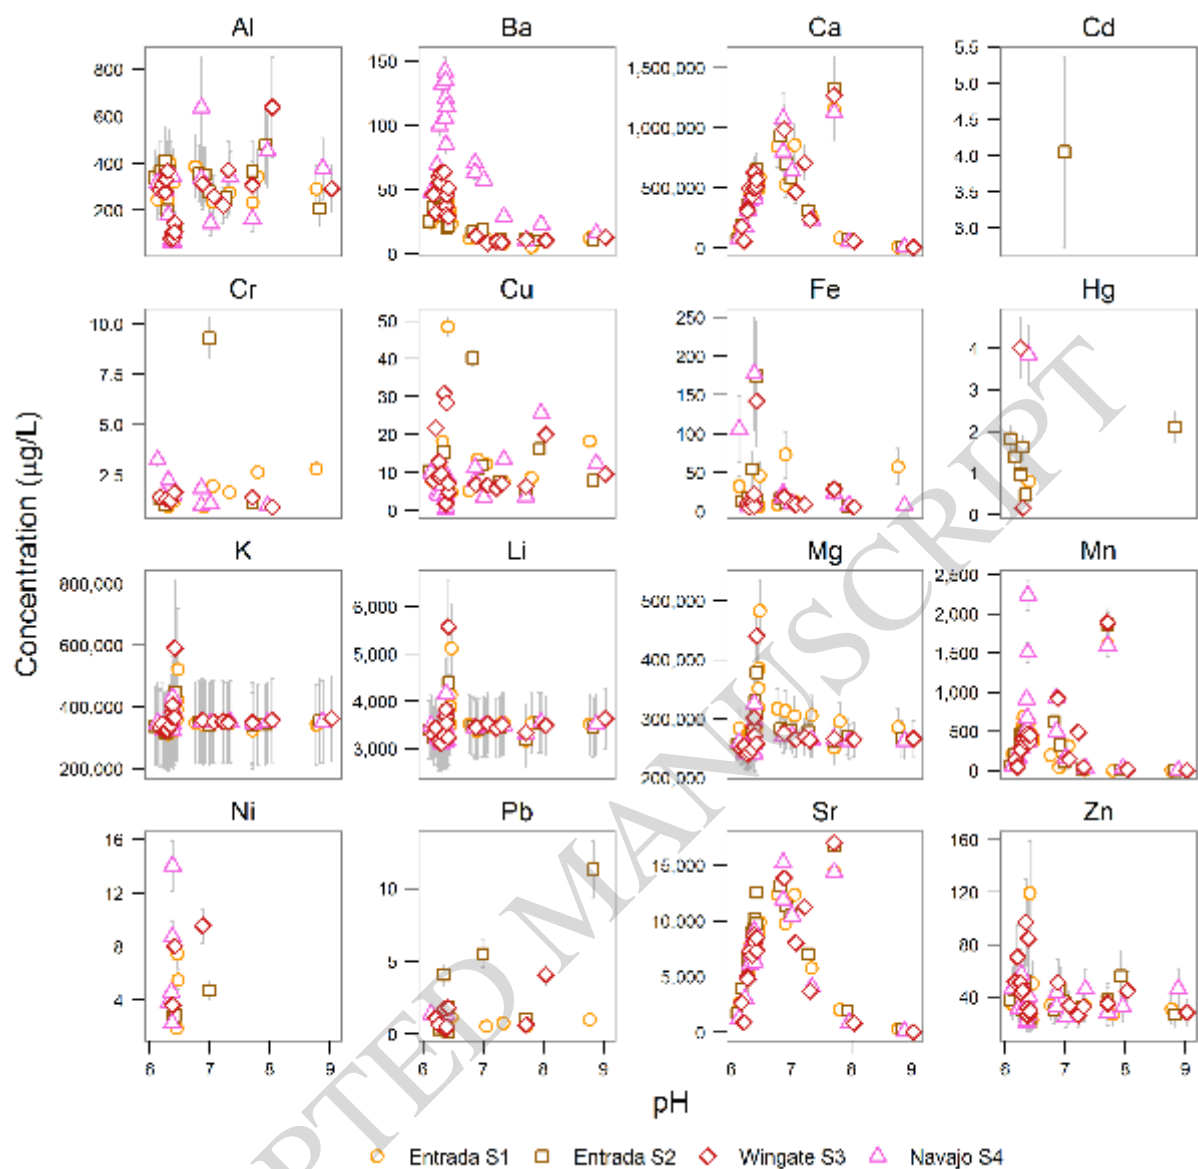 Al Ba Ca Cd
800 600 400 200
150 100 50 0
1,500,000 1,000,000 500,000 0
5.5 5.0 4.5 4.0 3.5 3.0
Cr Cu Fe Hg
10.0 7.5 5.0 2.5
50 40 30 20 10 0
250 200 150 100 50 0
4 3 2 1 0
Concentration (µg/L)
K Li Mg Mn
800,000 600,000 400,000 200,000
6,000 5,000 4,000 3,000
500,000 400,000 300,000 200,000
2,500 2,000 1,500 1,000 500 0
Ni Pb Sr Zn
16 12 8 4
10 5 0
15,000 10,000 5,000 0
160 120 80 40
6 7 8 9 6 7 8 9 6 7 8 9 6 7 8 9
pH
Entrada S1 Entrada S2 Wingate S3 Navajo S4
PTED MANUSCRIPT